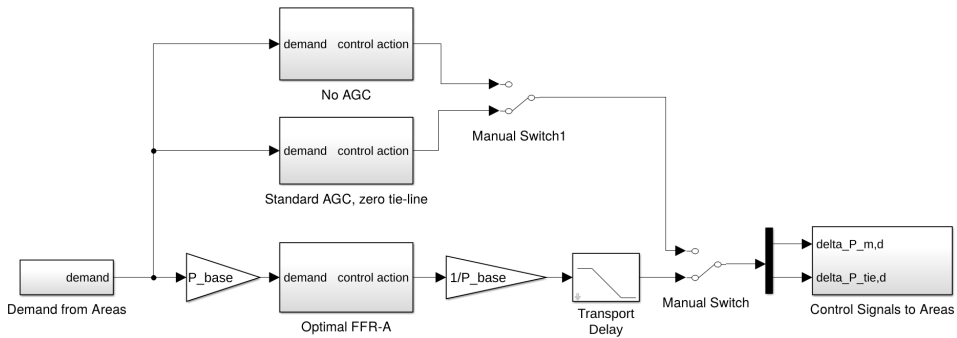 demand control action
No AGC
Manual Switch1
demand control action
Standard AGC, zero tie-line
demand
Demand from Areas
P_base
demand control action
Optimal FFR-A
1/P_base
Transport
Delay
Manual Switch
delta_P_m,d
delta_P_tie,d
Control Signals to Areas